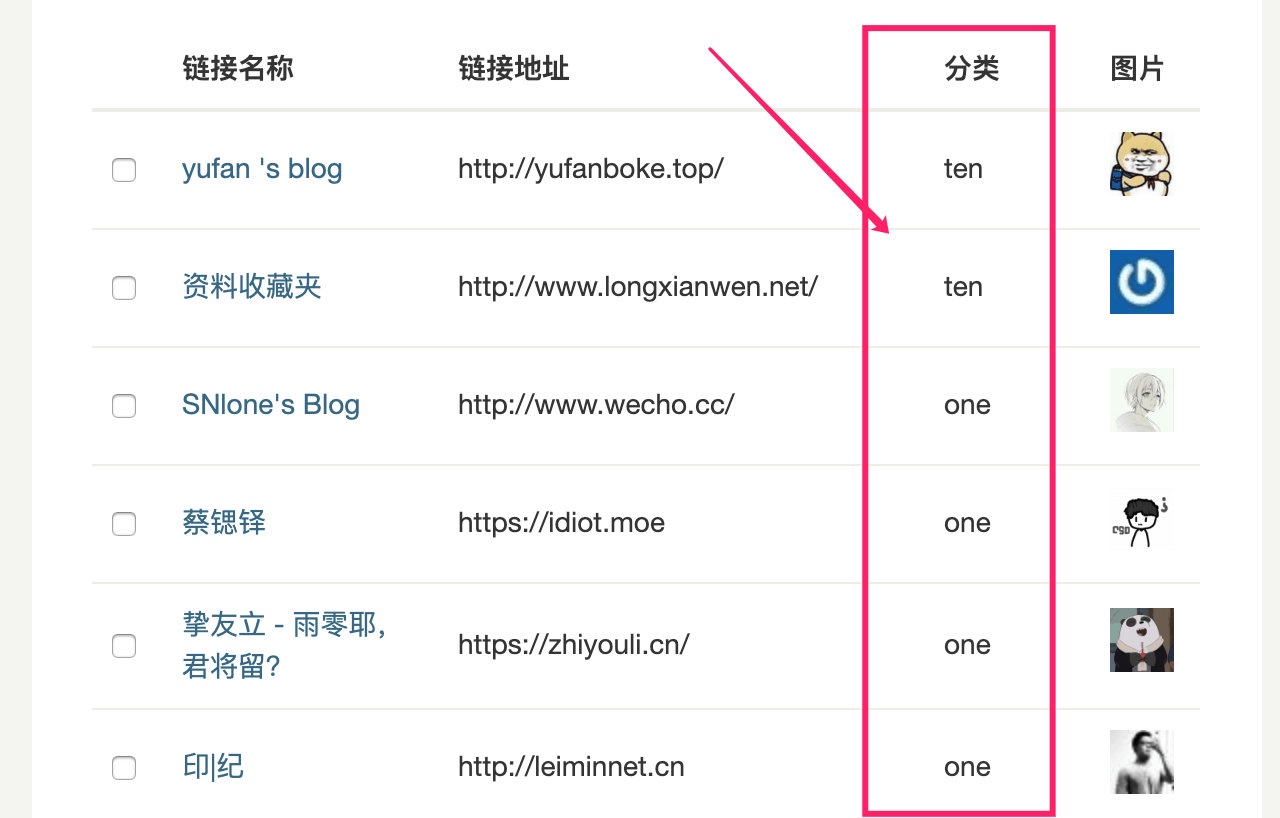 链接名称 链接地址 分类 图片
yufan 's blog http://yufanboke.top/ ten
资料收藏夹 http://www.longxianwen.net/ ten
SNlone's Blog http://www.wecho.cc/ one
蔡锶铎 https://idiot.moe one
挚友立 - 雨零耶，
君将留?
https://zhiyouli.cn/ one
印|纪 http://leiminnet.cn one